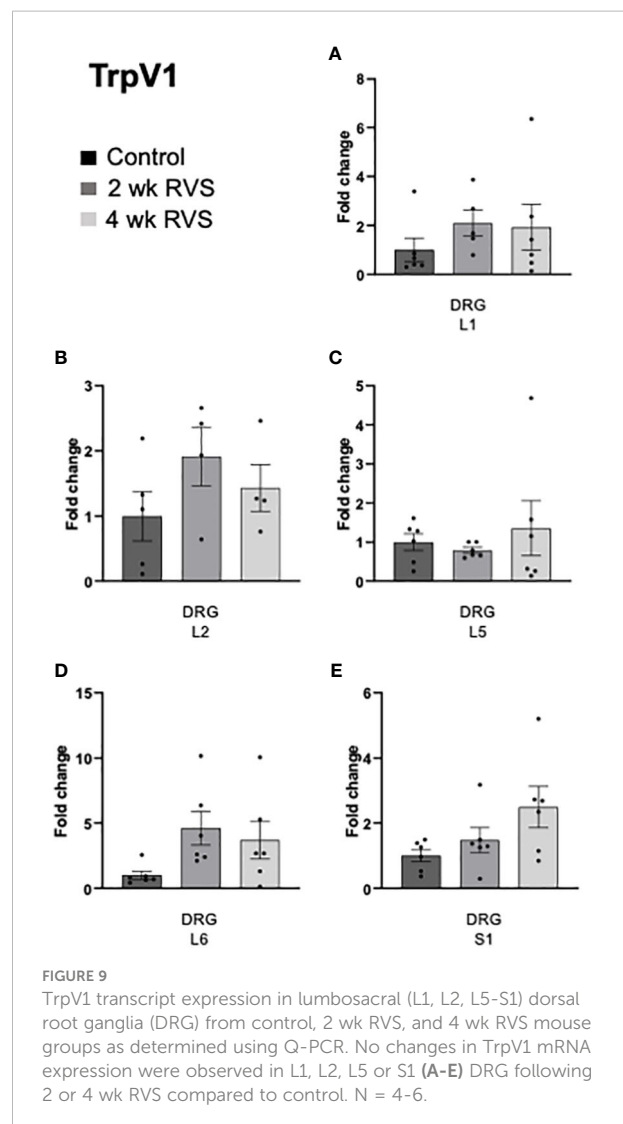 TrpV1
Control
2 wk RVS
4 wk RVS
A
Fold change
8
6
4
2
0
DRG
L1
B
Fold change
3
2
1
0
DRG
L2
C
Fold change
5
4
3
2
1
0
DRG
L5
D
Fold change
15
10
5
0
DRG
L6
E
Fold change
6
4
2
0
DRG
S1
FIGURE 9
TrpV1 transcript expression in lumbosacral (L1, L2, L5-S1) dorsal
root ganglia (DRG) from control, 2 wk RVS, and 4 wk RVS mouse
groups as determined using Q-PCR. No changes in TrpV1 mRNA
expression were observed in L1, L2, L5 or S1 (A-E) DRG following
2 or 4 wk RVS compared to control. N = 4-6.